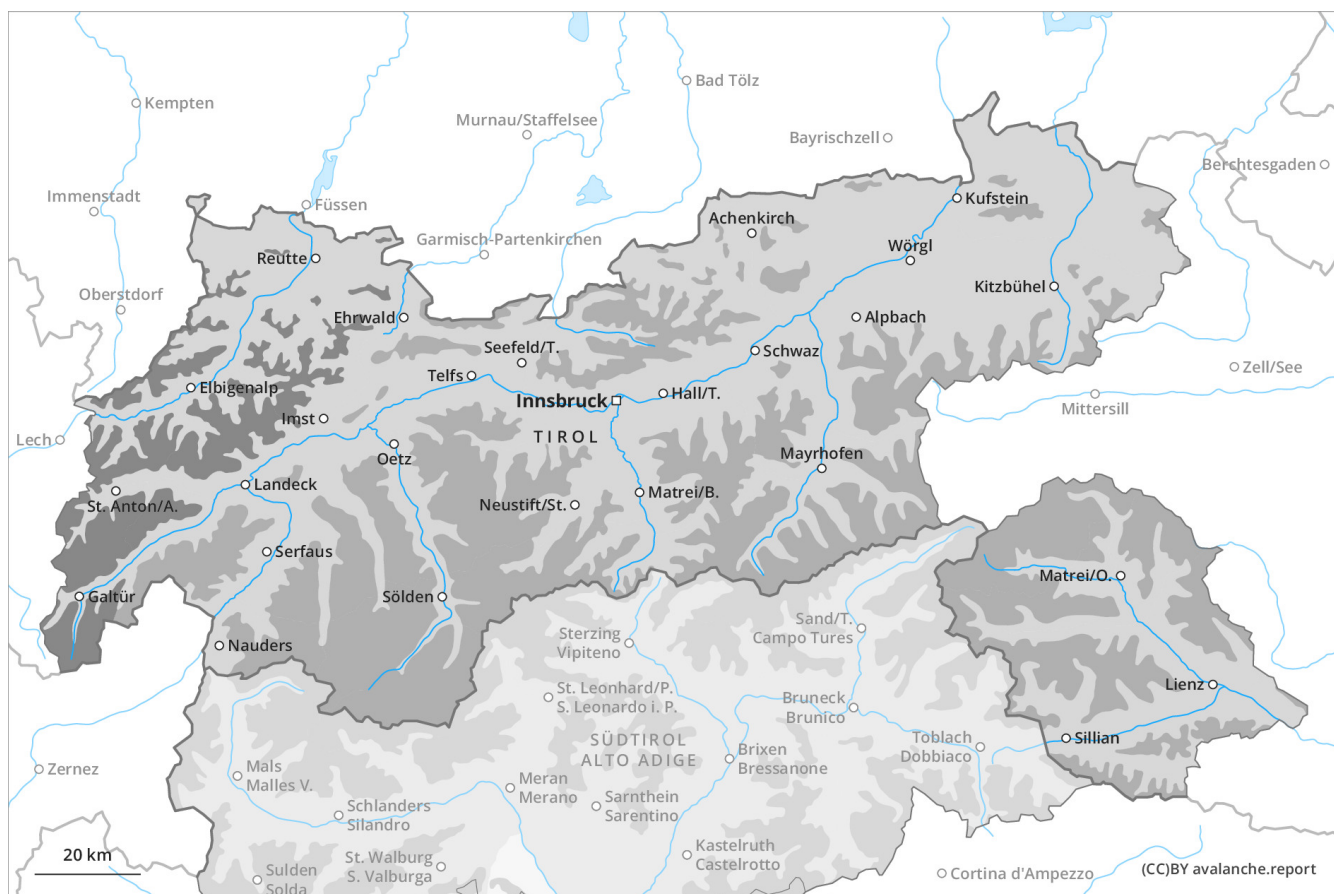 Kempten
Bad Tölz
Murnau/Staffelsee
Bayrischzell
Berchtesgaden
Immenstadt
Füssen
Kufstein
Achenkirch
Garmisch-Partenkirchen
Wörgl
Reutte
Oberstdorf
Kitzbühel
Ehrwald
Alpbach
Seefeld/T.
Schwaz
Zell/See
Telfs
Elbigenalp
Innsbruck
Hall/T.
Mittersill
Imst
Lech
TIROL
Oetz
Mayrhofen
Landeck
St. Anton/A.
Neustift/St.
Matrei/B.
Serfaus
Matrei/O.
Galtür
Sölden
Sand/T.
Campo Tures
Sterzing
Vipiteno
Nauders
Lienz
St. Leonhard/P.
S. Leonardo i. P.
Bruneck
Brunico
SÜDTIROL
ALTO ADIGE
Sillian
Toblach
Dobbiaco
Brixen
Bressanone
Zernez
Mals
Malles V.
Meran
Merano
Sarnthein
Sarentino
Schlanders
Silandro
Kastelruth
Castelrotto
20 km
St. Walburg
S. Valburga
Sulden
Solda
Cortina d'Ampezzo
(CC)BY avalanche.report